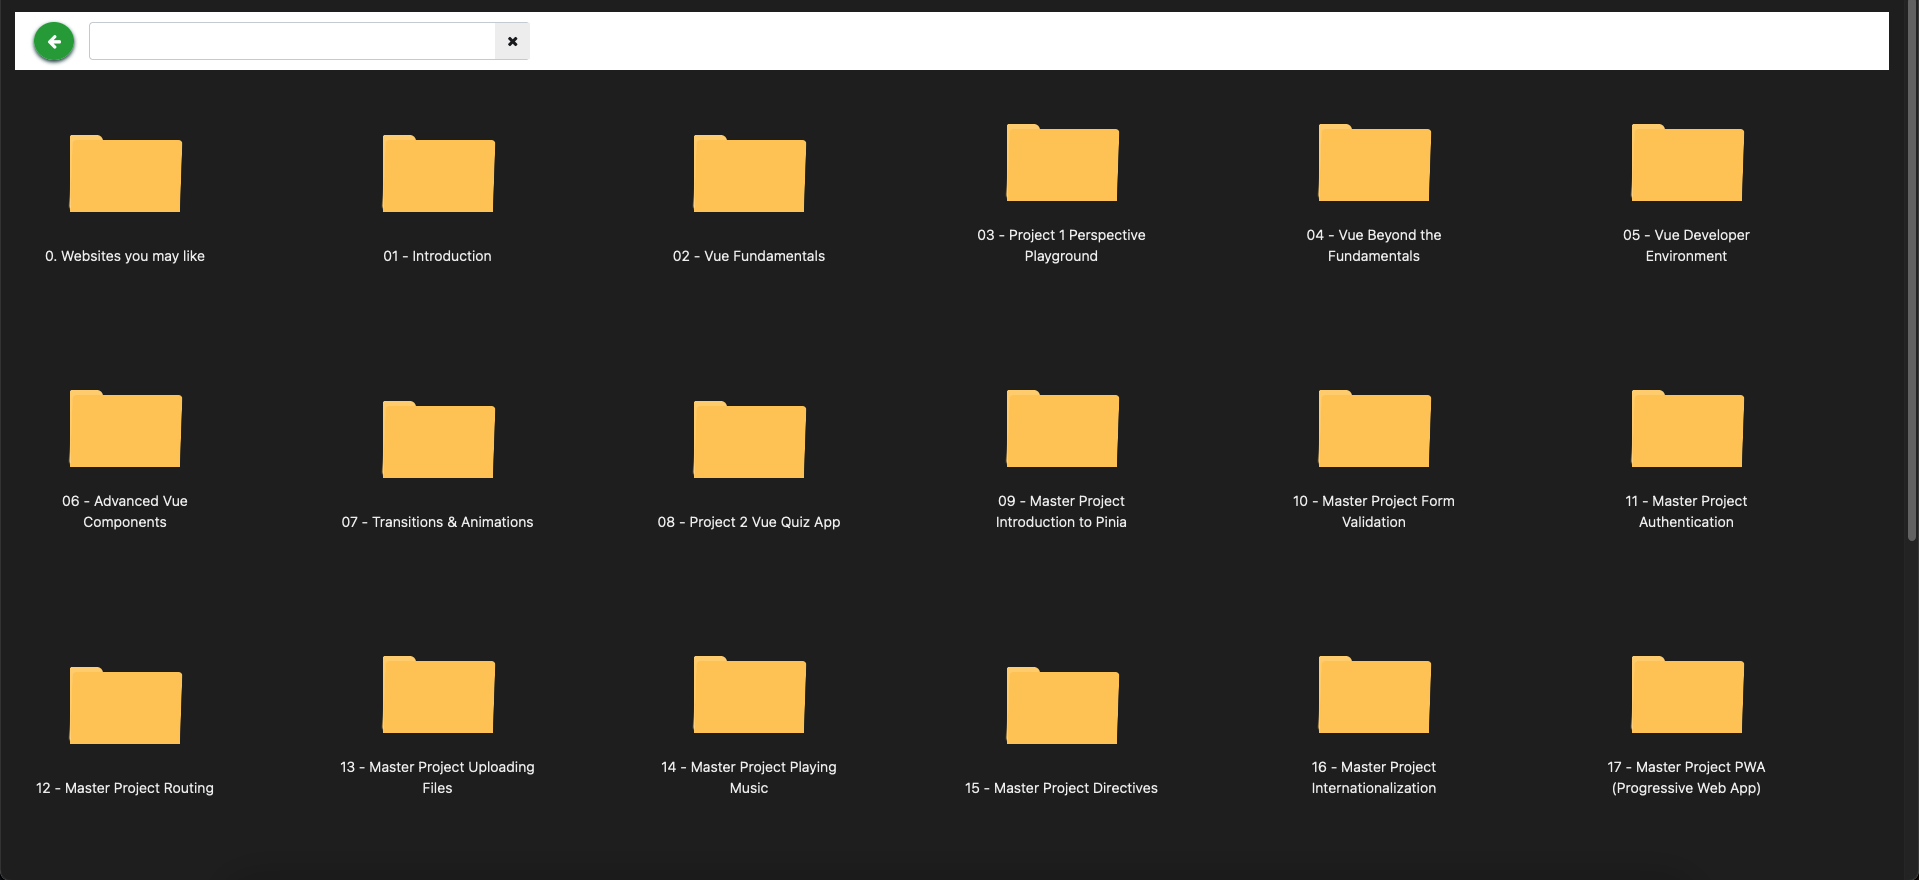 0. Websites you may like
01 - Introduction
02 - Vue Fundamentals
03 - Project 1 Perspective
Playground
04 - Vue Beyond the
Fundamentals
05 - Vue Developer
Environment
06 - Advanced Vue
Components
07 - Transitions & Animations
08 - Project 2 Vue Quiz App
09 - Master Project
Introduction to Pinia
10 - Master Project Form
Validation
11 - Master Project
Authentication
12 - Master Project Routing
13 - Master Project Uploading
Files
14 - Master Project Playing
Music
15 - Master Project Directives
16 - Master Project
Internationalization
17 - Master Project PWA
(Progressive Web App)